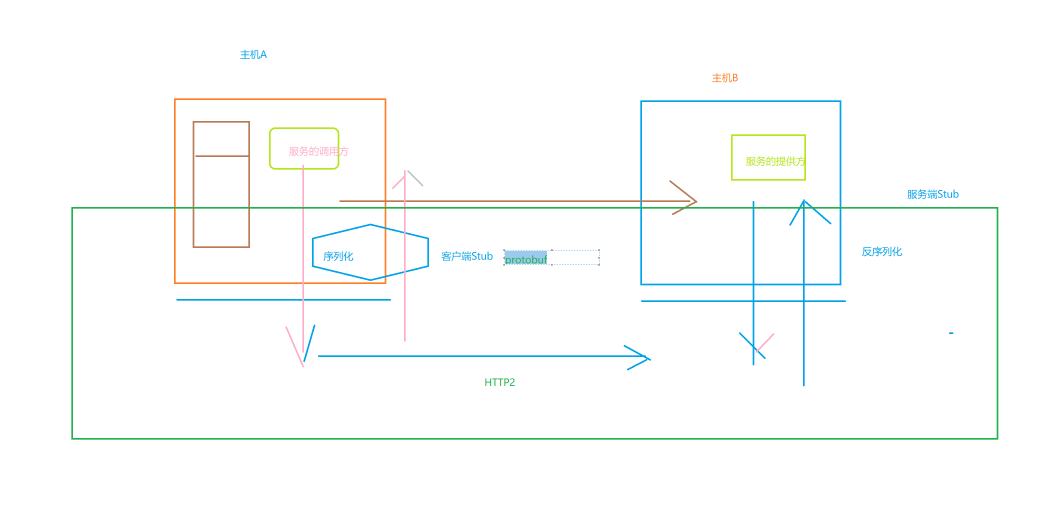 主机A
主机B
服务的调用方
服务的提供方
服务端Stub
序列化
客户端Stub
protobuf
反序列化
HTTP2